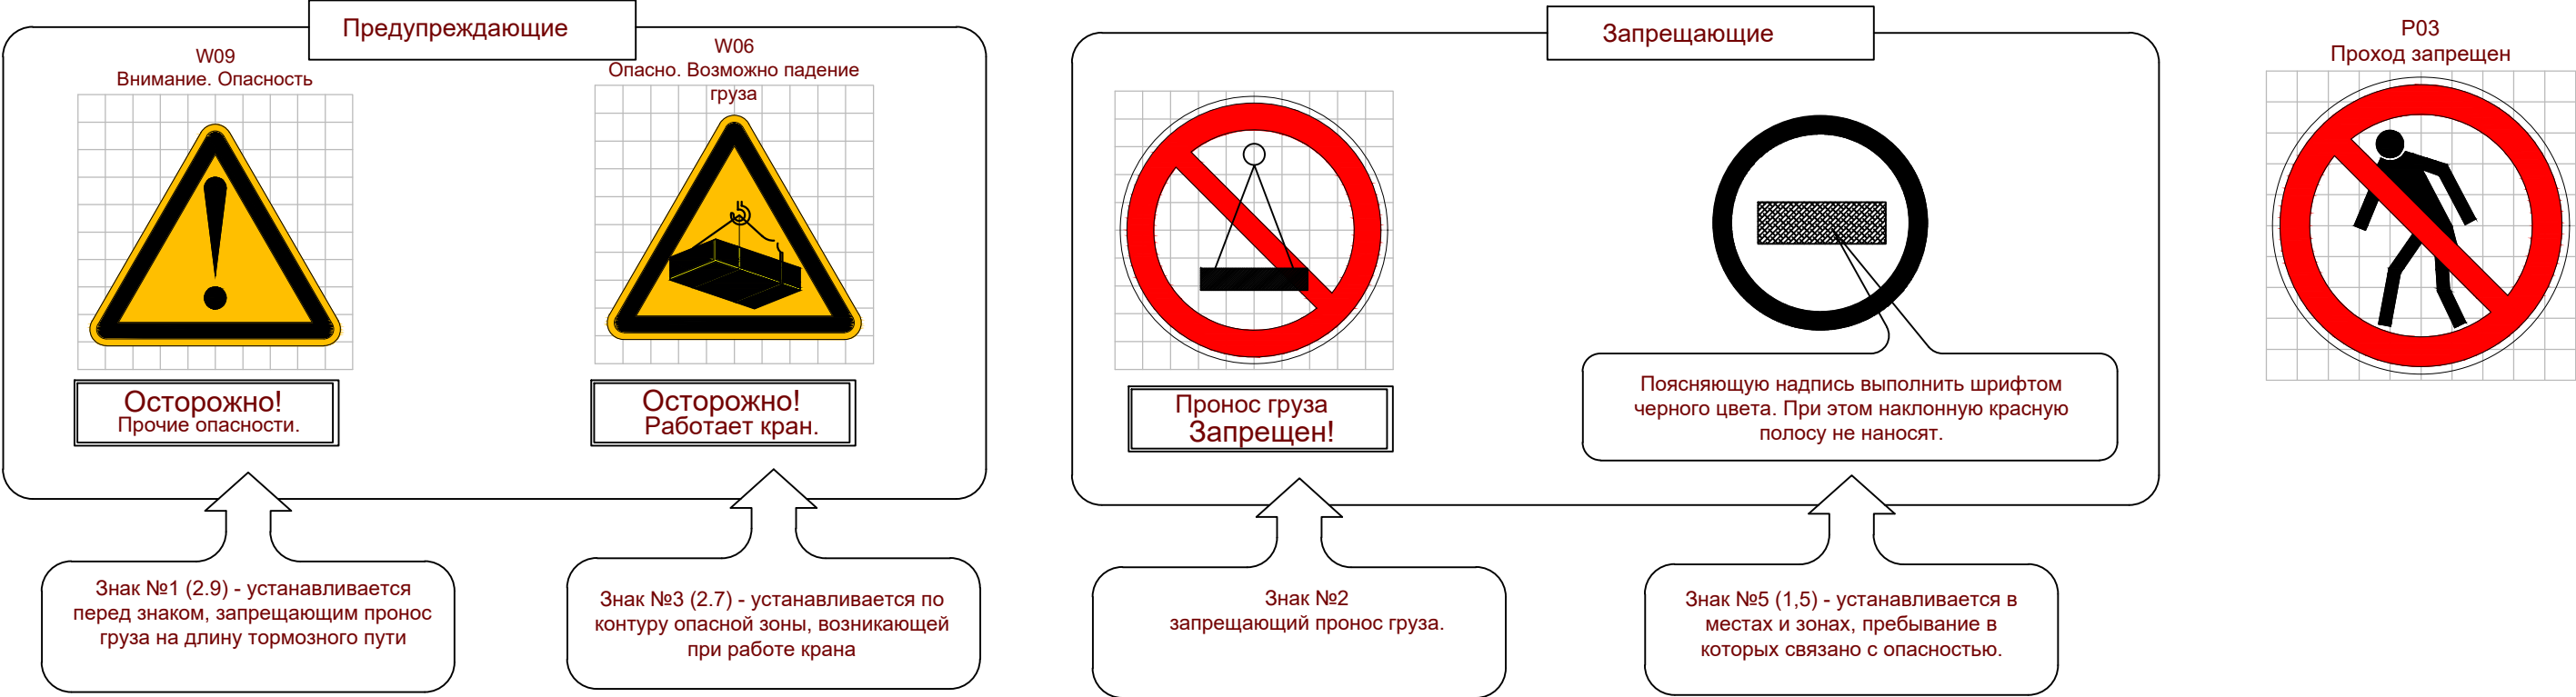 Предупреждающие
W09
Внимание. Опасность
W06
Опасно. Возможно падение
груза
Осторожно!
Прочие опасности.
Осторожно!
Работает кран.
Знак №1 (2.9) - устанавливается
перед знаком, запрещающим пронос
груза на длину тормозного пути
Знак №3 (2.7) - устанавливается по
контуру опасной зоны, возникающей
при работе крана
Запрещающие
Пронос груза
Запрещен!
Поясняющую надпись выполнить шрифтом
черного цвета. При этом наклонную красную
полосу не наносят.
Знак №2
запрещающий пронос груза.
Знак №5 (1,5) - устанавливается в
местах и зонах, пребывание в
которых связано с опасностью.
P03
Проход запрещен